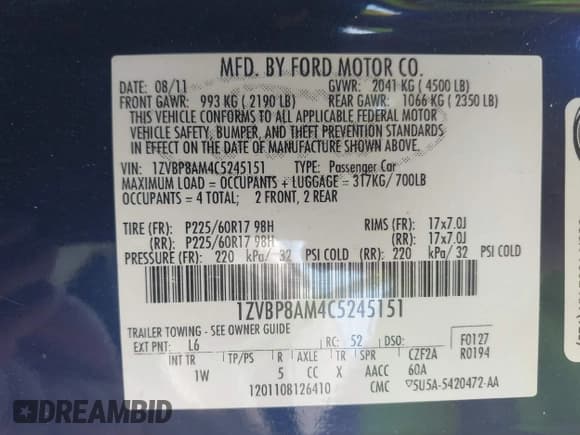 MFD. BY FORD MOTOR CO.
DATE: 08/11 GVWR: 2041 KG ( 4500 LB)
FRONT GAWR: 993 KG ( 2190 LB) REAR GAWR: 1066 KG ( 2350 LB)
THIS VEHICLE CONFORMS TO ALL APPLICABLE FEDERAL MOTOR
VEHICLE SAFETY, BUMPER, AND THEFT PREVENTION STANDARDS
IN EFFECT ON THE DATE OF MANUFACTURE SHOWN ABOVE.
VIN: 1ZVBP8AM4C5245151 TYPE: Passenger Car
MAXIMUM LOAD = OCCUPANTS + LUGGAGE = 317KG/ 700LB
OCCUPANTS = 4 TOTAL; 2 FRONT, 2 REAR
TIRE (FR): P225/60R17 98H RIMS (FR): 17x7.0J
(RR): P225/60R17 98H (RR): 17x7.0J
PRESSURE (FR): 220 kPa/ 32 PSI COLD (RR): 220 kPa/ 32 PSI COLD
1ZVBP8AM4C5245151
TRAILER TOWING - SEE OWNER GUIDE
EXT PNT: L6 RC: 52 DSO: F0127
INT TR TP/PS R AXLE TR SPR CZF2A R0194
1W 5 CC X AACC 60A
1201108126410 CMC ▽5U5A-5420472-AA
DREAMBID